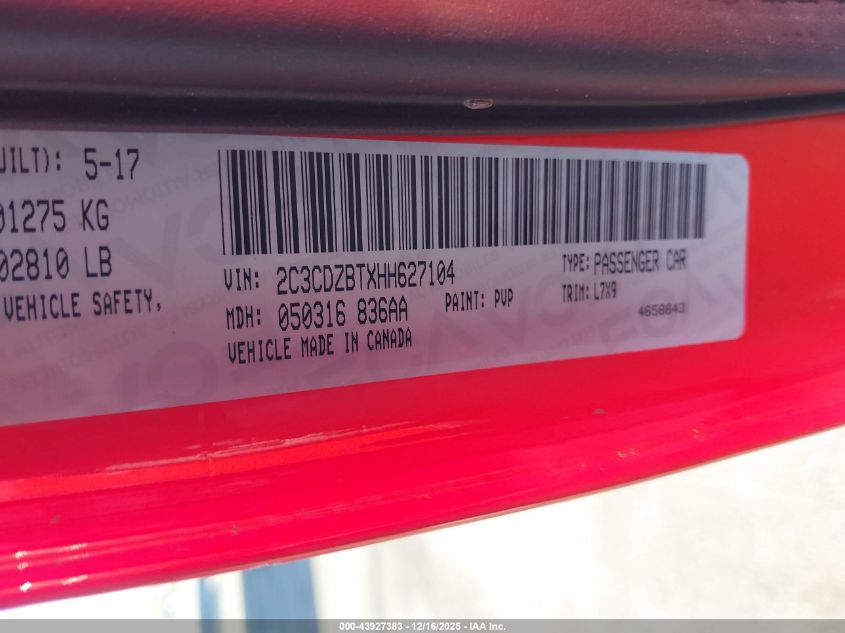 UILT): 5-17
01275 KG
02810 LB
VEHICLE SAFETY,
VIN: 2C3CDZBTXHH627104
TYPE: PASSENGER CAR
MDH: 050316 836AA
PAINT: PVP
TRIM: L7X9
VEHICLE MADE IN CANADA
4658843
000-43927383 - 12/16/2025 - IAA Inc.